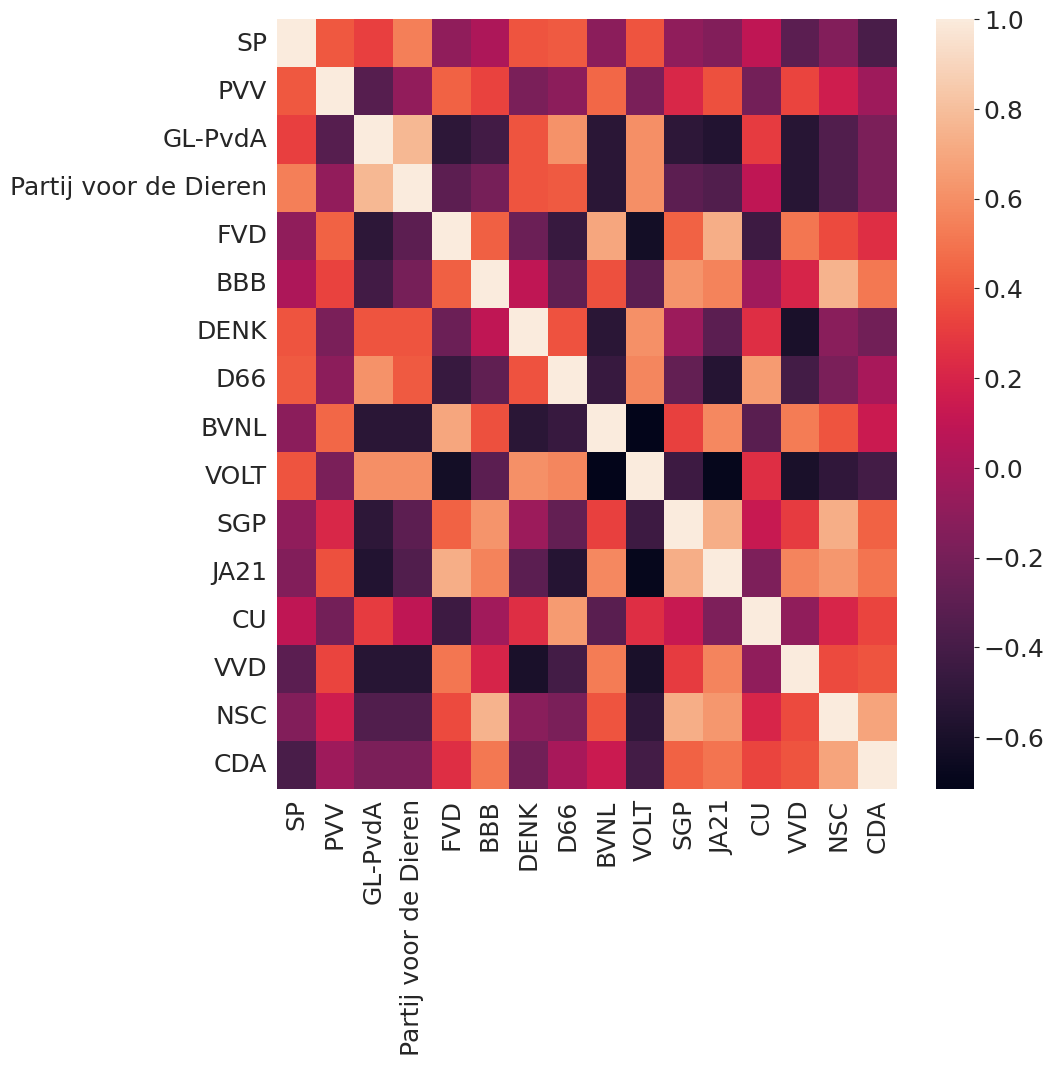 SP
PVV
GL-PvdA
Partij voor de Dieren
FVD
BBB
DENK
D66
BVNL
VOLT
SGP
JA21
CU
VVD
NSC
CDA
SP
PVV
GL-PvdA
Partij voor de Dieren
FVD
BBB
DENK
D66
BVNL
VOLT
SGP
JA21
CU
VVD
NSC
CDA
1.0
0.8
0.6
0.4
0.2
0.0
−0.2
−0.4
−0.6